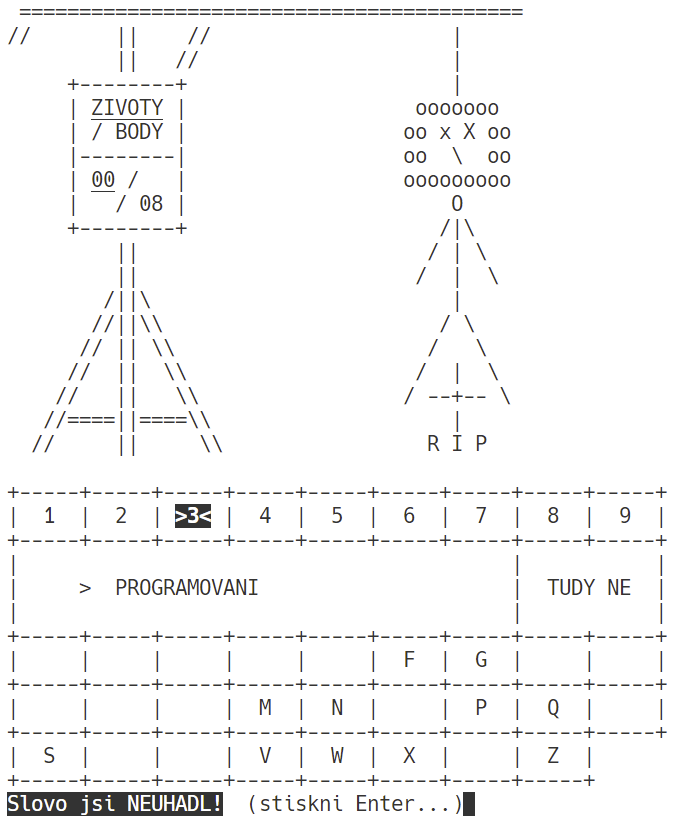 ZIVOTY
/ BODY
00 /
/ 08
ooooooo
oo x X oo
oo \ oo
ooooooooo
O
R I P
1 | 2 | >3< | 4 | 5 | 6 | 7 | 8 | 9
> PROGRAMOVANI | TUDY NE
F | G
M | N | | P | Q
S | | | V | W | X | | Z
Slovo jsi NEUHADL! (stiskni Enter...)